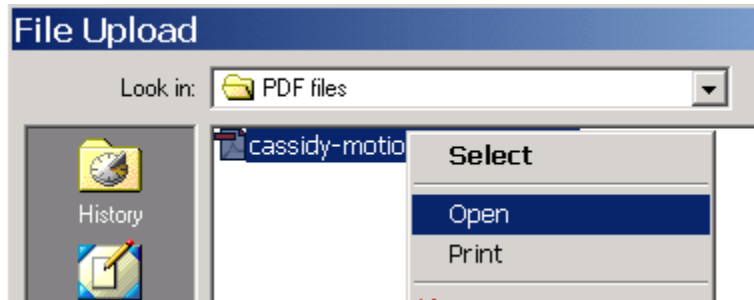 File Upload
Look in:
PDF files
cassidy-motio
Select
History
Open
Print